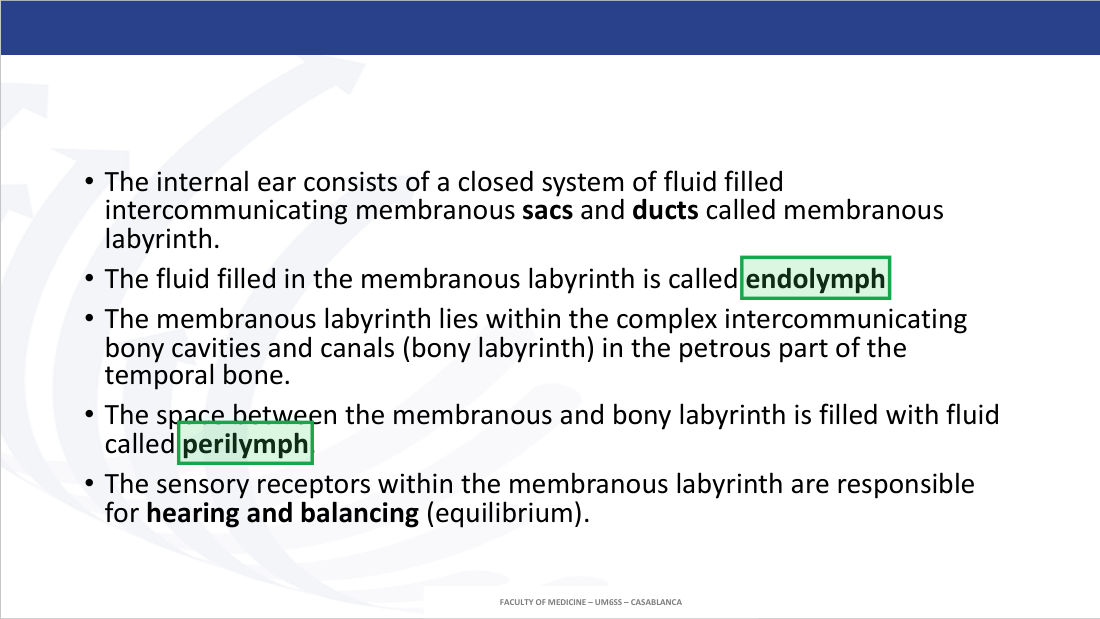 • The internal ear consists of a closed system of fluid filled
intercommunicating membranous sacs and ducts called membranous
labyrinth.
• The fluid filled in the membranous labyrinth is called endolymph
• The membranous labyrinth lies within the complex intercommunicating
bony cavities and canals (bony labyrinth) in the petrous part of the
temporal bone.
• The space between the membranous and bony labyrinth is filled with fluid
called perilymph.
• The sensory receptors within the membranous labyrinth are responsible
for hearing and balancing (equilibrium).
FACULTY OF MEDICINE – UM6SS – CASABLANCA